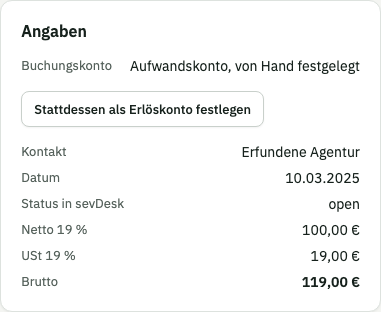 Angaben
Buchungskonto Aufwandskonto, von Hand festgelegt
Stattdessen als Erlöskonto festlegen
Kontakt Erfundene Agentur
Datum 10.03.2025
Status in sevDesk open
Netto 19 % 100,00 €
USt 19 % 19,00 €
Brutto 119,00 €